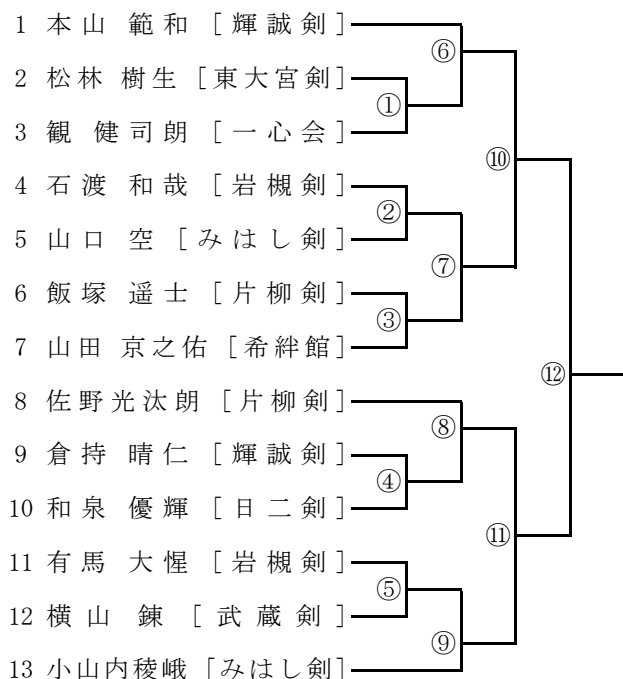 1 本山 範和 [輝誠剣]
⑥
2 松林 樹生 [東大宮剣]
①
3 観 健司朗 [一心会]
⑩
4 石渡 和哉 [岩槻剣]
②
5 山口 空 [みはし剣]
⑦
6 飯塚 遥士 [片柳剣]
③
7 山田 京之佑 [希絆館]
⑫
8 佐野光汰朗 [片柳剣]
⑧
9 倉持 晴仁 [輝誠剣]
④
10 和泉 優輝 [日二剣]
⑪
11 有馬 大惺 [岩槻剣]
⑤
12 横山 錬 [武蔵剣]
⑨
13 小山内稜峨 [みはし剣]